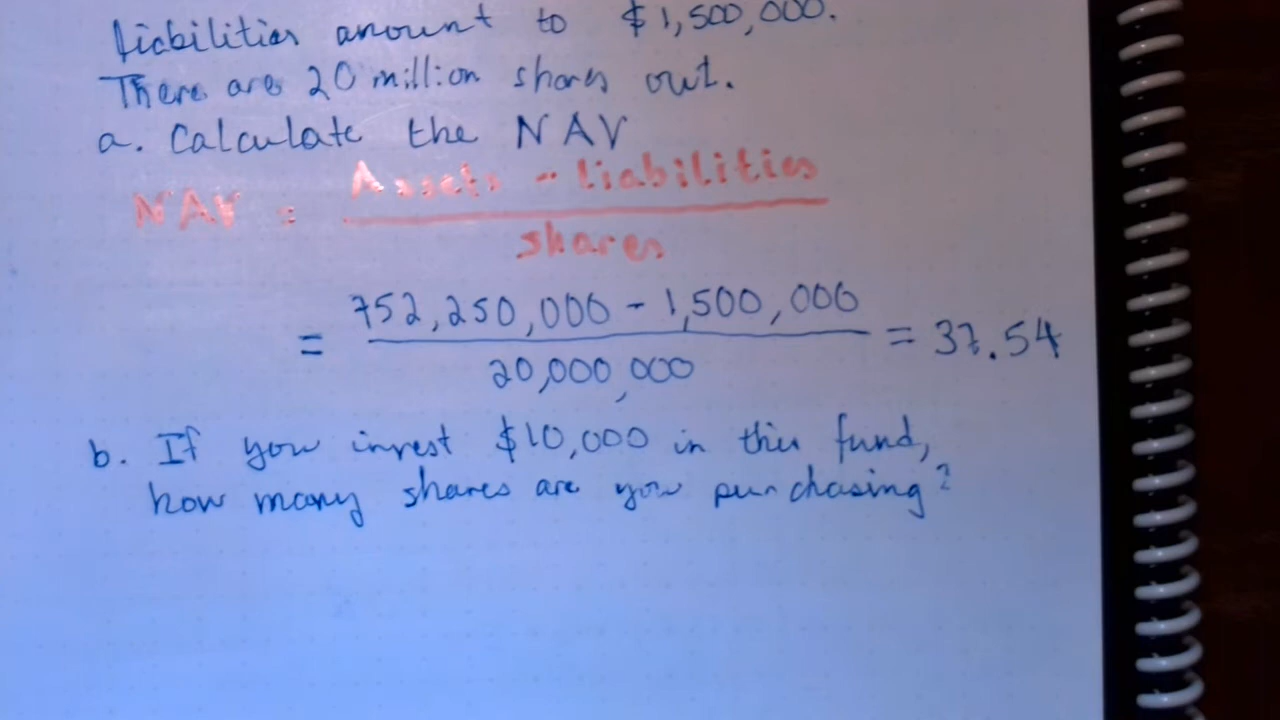 Liabilities amount to $1,500,000.
There are 20 million shares out.
a. Calculate the NAV
NAV = Assets - Liabilities
shares
= 752,250,000 - 1,500,000 = 37.54
20,000,000
b. If you invest $10,000 in this fund,
how many shares are you purchasing?